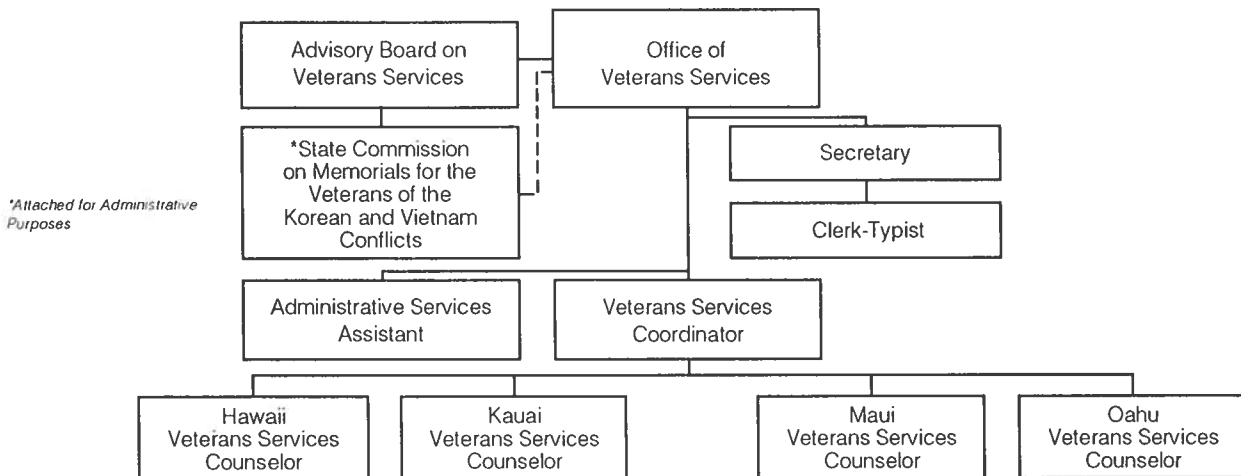 Advisory Board on
Veterans Services
Office of
Veterans Services
*State Commission
on Memorials for the
Veterans of the
Korean and Vietnam
Conflicts
Secretary
*Attached for Administrative
Purposes
Clerk-Typist
Administrative Services
Assistant
Veterans Services
Coordinator
Hawaii
Veterans Services
Counselor
Kauai
Veterans Services
Counselor
Maui
Veterans Services
Counselor
Oahu
Veterans Services
Counselor